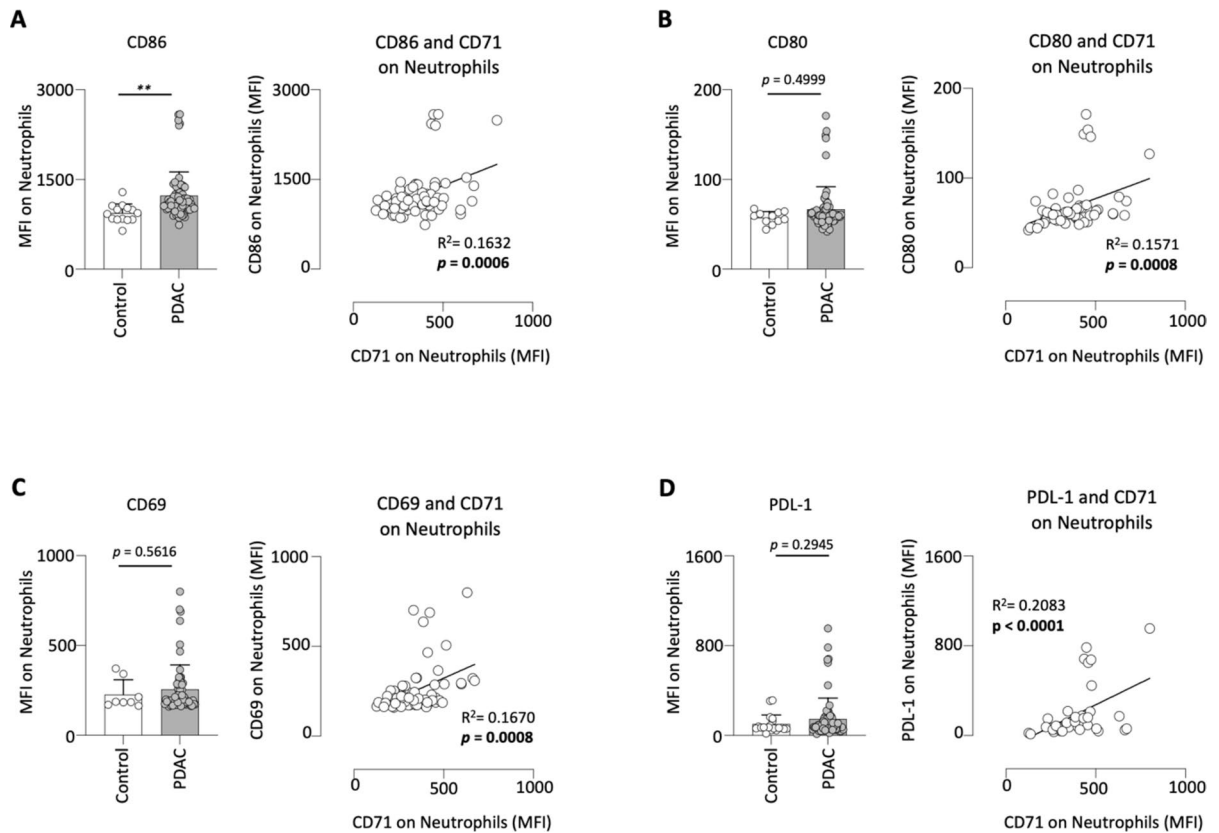 A
CD86
MFI on Neutrophils
3000
1500
0
**
Control
PDAC
CD86 and CD71
on Neutrophils
CD86 on Neutrophils (MFI)
3000
1500
0
R²= 0.1632
p = 0.0006
0
500
1000
CD71 on Neutrophils (MFI)
B
CD80
MFI on Neutrophils
200
100
0
p = 0.4999
Control
PDAC
CD80 and CD71
on Neutrophils
CD80 on Neutrophils (MFI)
200
100
0
R²= 0.1571
p = 0.0008
0
500
1000
CD71 on Neutrophils (MFI)
C
CD69
MFI on Neutrophils
1000
500
0
p = 0.5616
Control
PDAC
CD69 and CD71
on Neutrophils
CD69 on Neutrophils (MFI)
1000
500
0
R²= 0.1670
p = 0.0008
0
500
1000
CD71 on Neutrophils (MFI)
D
PDL-1
MFI on Neutrophils
1600
800
0
p = 0.2945
Control
PDAC
PDL-1 and CD71
on Neutrophils
PDL-1 on Neutrophils (MFI)
1600
800
0
R²= 0.2083
p < 0.0001
0
500
1000
CD71 on Neutrophils (MFI)